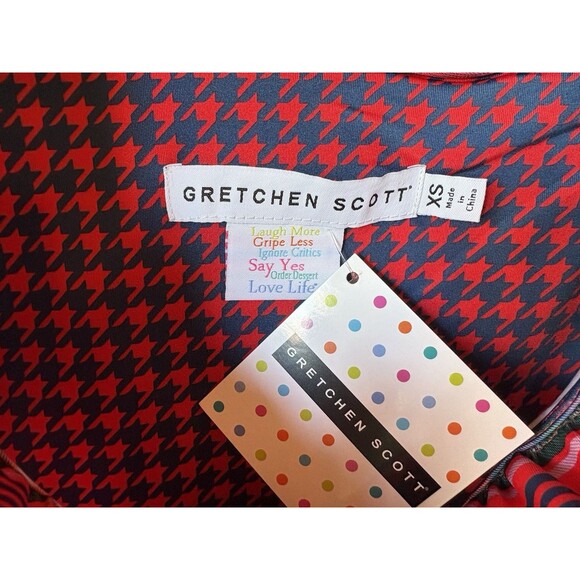 GRETCHEN SCOTT®
XS
Made
in
China
Laugh More
Gripe Less
Ignore Critics
Say Yes
Order Dessert
Love Life
GRETCHEN SCOTT®